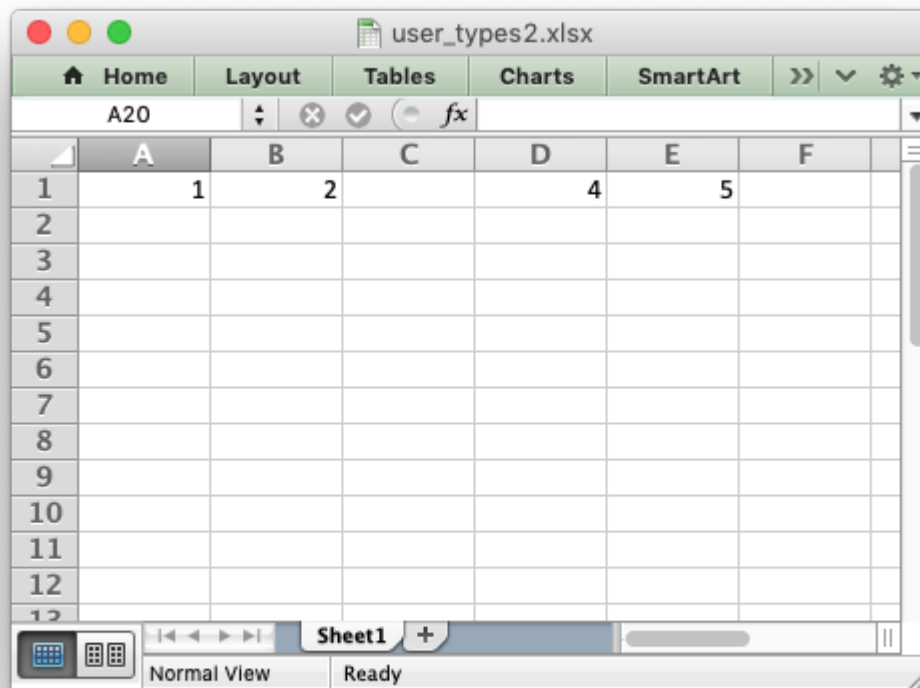 user_types2.xlsx
Home Layout Tables Charts SmartArt
A20 fx
A B C D E F
1 1 2 4 5
2
3
4
5
6
7
8
9
10
11
12
13
Sheet1 +
Normal View Ready